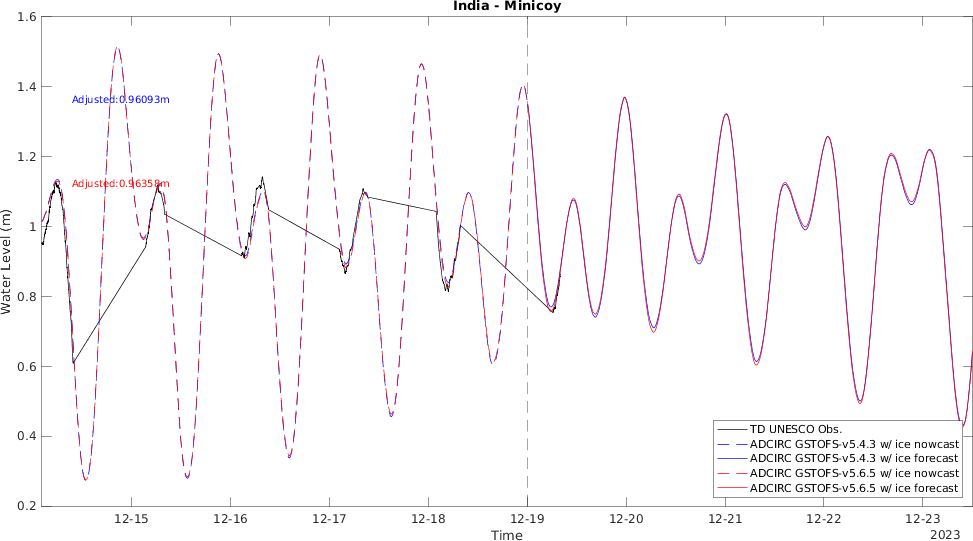 India - Minicoy
Water Level (m)
1.6
1.4
1.2
1
0.8
0.6
0.4
0.2
Adjusted:0.96093m
Adjusted:0.96358m
TD UNESCO Obs.
ADCIRC GSTOFS-v5.4.3 w/ ice nowcast
ADCIRC GSTOFS-v5.4.3 w/ ice forecast
ADCIRC GSTOFS-v5.6.5 w/ ice nowcast
ADCIRC GSTOFS-v5.6.5 w/ ice forecast
12-15 12-16 12-17 12-18 12-19 12-20 12-21 12-22 12-23
Time
2023